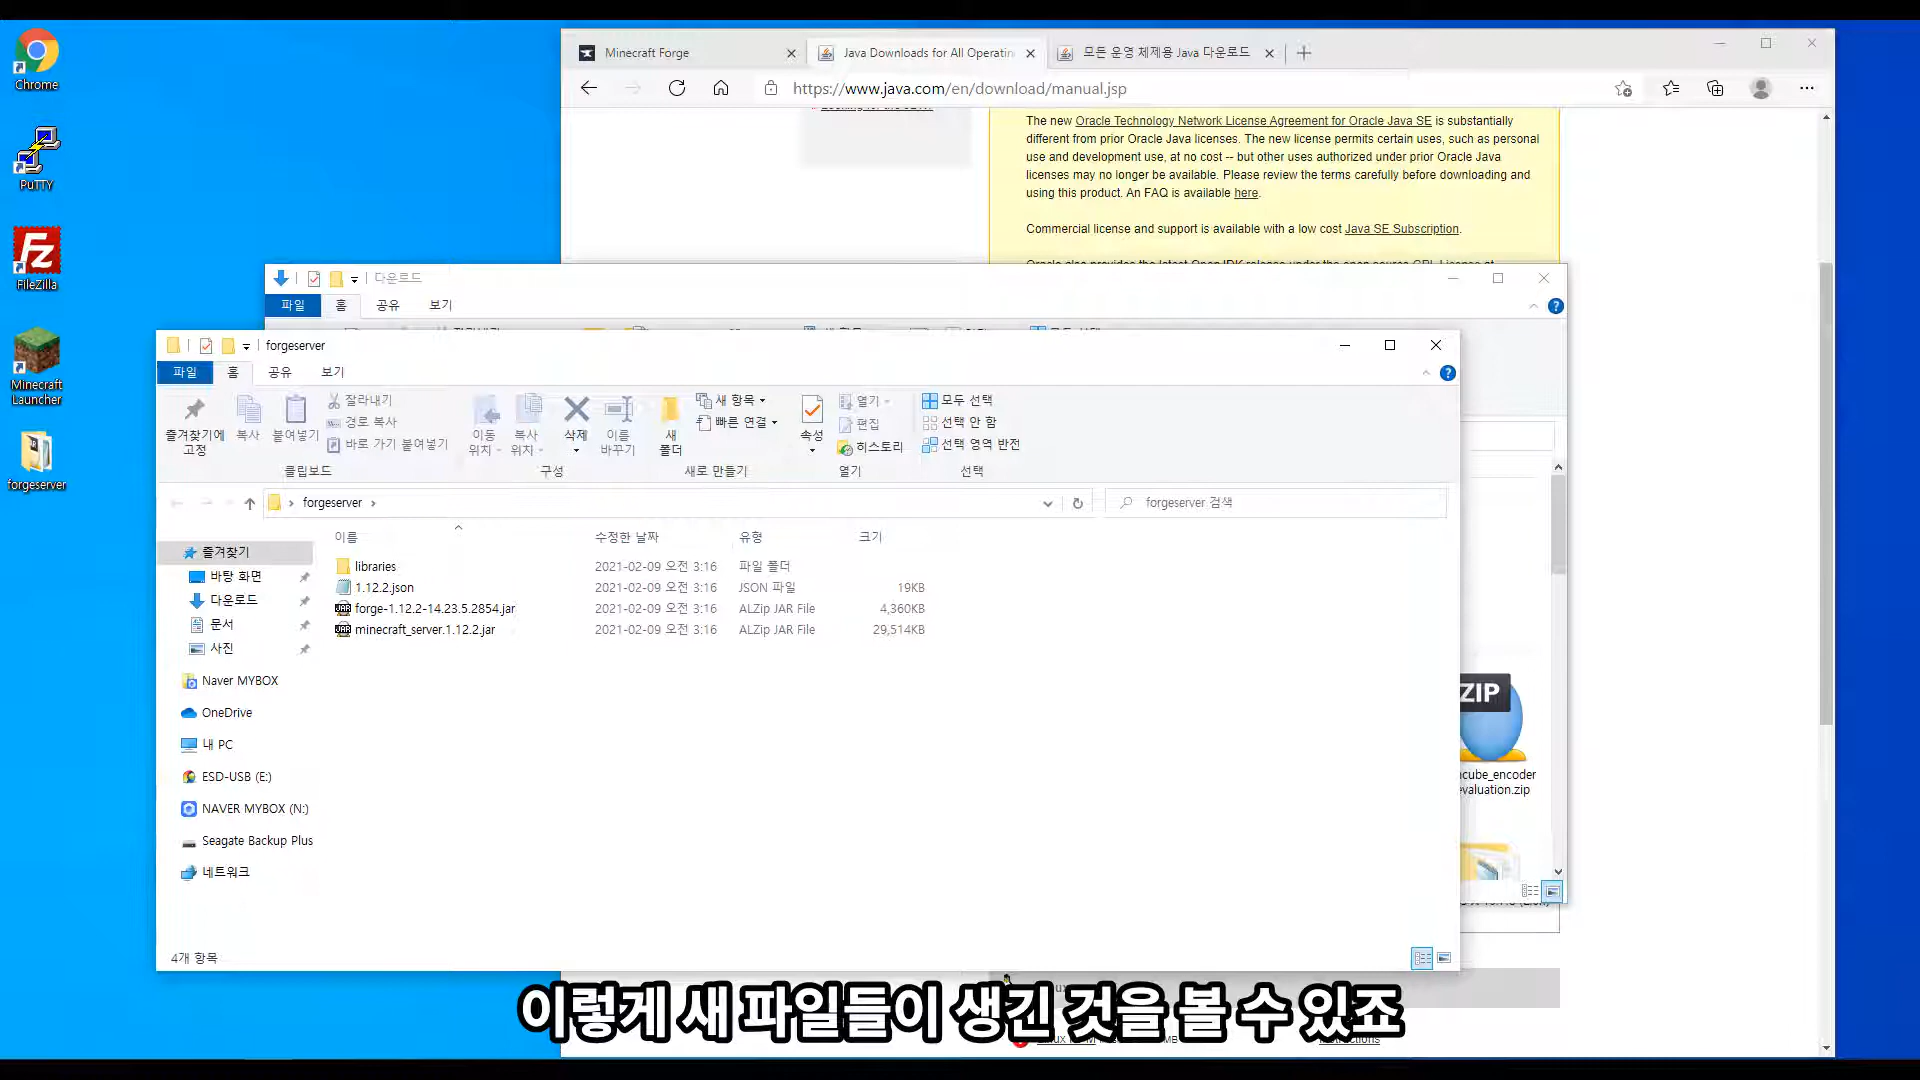 Chrome
PuTTY
FileZilla
Minecraft
Launcher
forgeserver
Minecraft Forge
Java Downloads for All Operatin
모든 운영 체제용 Java 다운로드
https://www.java.com/en/download/manual.jsp
The new Oracle Technology Network License Agreement for Oracle Java SE is substantially
different from prior Oracle Java licenses. The new license permits certain uses, such as personal
use and development use, at no cost -- but other uses authorized under prior Oracle Java
licenses may no longer be available. Please review the terms carefully before downloading and
using this product. An FAQ is available here.
Commercial license and support is available with a low cost Java SE Subscription.
다운로드
파일 홈 공유 보기
forgeserver
파일 홈 공유 보기
즐겨찾기에
고정
복사
붙여넣기
잘라내기
경로 복사
바로 가기 붙여넣기
클립보드
이동
위치
복사
위치
삭제
이름
바꾸기
구성
새
폴더
새 항목
빠른 연결
새로 만들기
속성
열기
편집
히스토리
열기
모두 선택
선택 안 함
선택 영역 반전
선택
forgeserver
forgeserver 검색
이름 수정한 날짜 유형 크기
libraries 2021-02-09 오전 3:16 파일 폴더
1.12.2.json 2021-02-09 오전 3:16 JSON 파일 19KB
forge-1.12.2-14.23.5.2854.jar 2021-02-09 오전 3:16 ALZip JAR File 4,360KB
minecraft_server.1.12.2.jar 2021-02-09 오전 3:16 ALZip JAR File 29,514KB
즐겨찾기
바탕 화면
다운로드
문서
사진
Naver MYBOX
OneDrive
내 PC
ESD-USB (E:)
NAVER MYBOX (N:)
Seagate Backup Plus
네트워크
4개 항목
ZIP
ncube_encoder
evaluation.zip
이렇게 새 파일들이 생긴 것을 볼 수 있죠